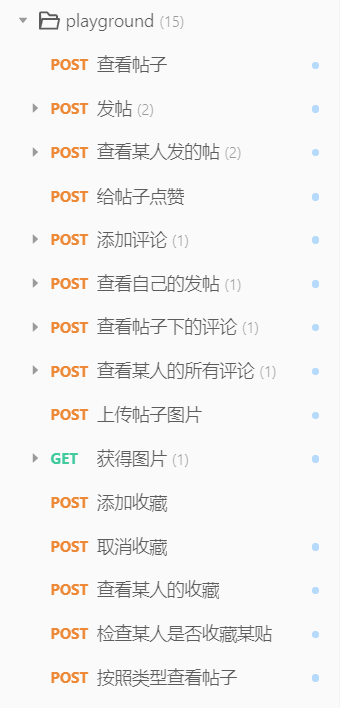 playground (15)
POST 查看帖子
POST 发帖 (2)
POST 查看某人发的帖 (2)
POST 给帖子点赞
POST 添加评论 (1)
POST 查看自己的发帖 (1)
POST 查看帖子下的评论 (1)
POST 查看某人的所有评论 (1)
POST 上传帖子图片
GET 获得图片 (1)
POST 添加收藏
POST 取消收藏
POST 查看某人的收藏
POST 检查某人是否收藏某贴
POST 按照类型查看帖子